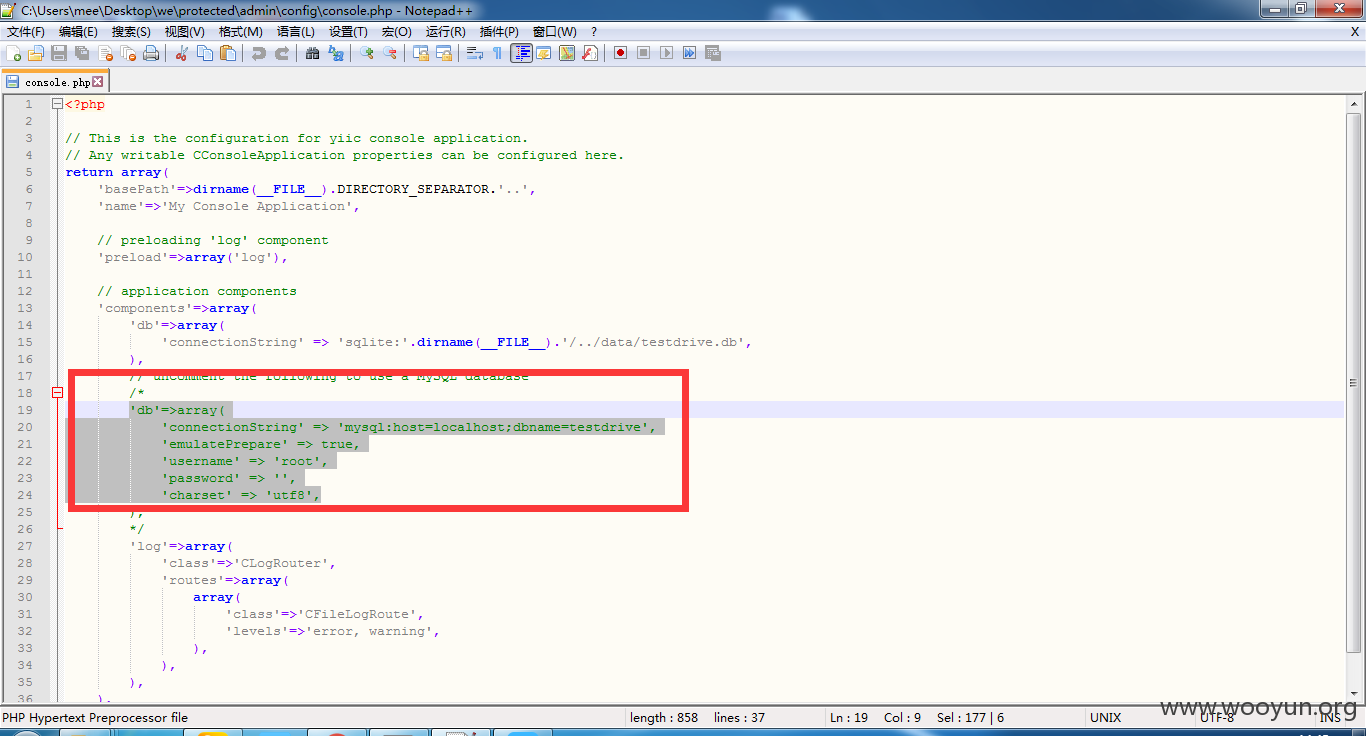 C:\Users\mee\Desktop\we\protected\admin\config\console.php - Notepad++
文件(F) 编辑(E) 搜索(S) 视图(V) 格式(M) 语言(L) 设置(T) 宏(O) 运行(R) 插件(P) 窗口(W) ? X
console.php
1 <?php
2
3 // This is the configuration for yiic console application.
4 // Any writable CConsoleApplication properties can be configured here.
5 return array(
6 'basePath'=>dirname(__FILE__).DIRECTORY_SEPARATOR.'..',
7 'name'=>'My Console Application',
8
9 // preloading 'log' component
10 'preload'=>array('log'),
11
12 // application components
13 'components'=>array(
14 'db'=>array(
15 'connectionString' => 'sqlite:'.dirname(__FILE__).'/../data/testdrive.db',
16 ),
17 // uncomment the following to use a MySQL database
18 /*
19 'db'=>array(
20 'connectionString' => 'mysql:host=localhost;dbname=testdrive',
21 'emulatePrepare' => true,
22 'username' => 'root',
23 'password' => '',
24 'charset' => 'utf8',
25 ),
26 */
27 'log'=>array(
28 'class'=>'CLogRouter',
29 'routes'=>array(
30 array(
31 'class'=>'CFileLogRoute',
32 'levels'=>'error, warning',
33 ),
34 ),
35 ),
36 ),
PHP Hypertext Preprocessor file length : 858 lines : 37 Ln : 19 Col : 9 Sel : 177 | 6 UNIX UTF-8 INS
www.wooyun.org